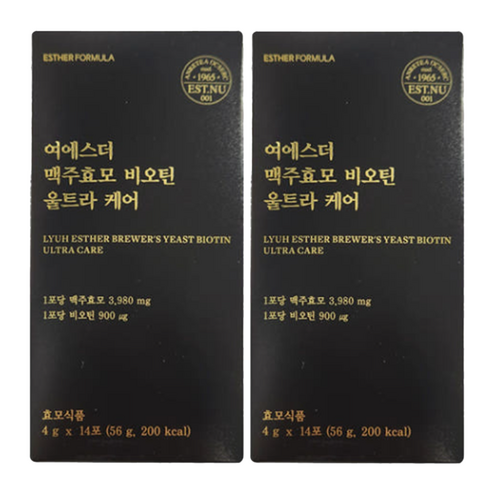 ESTHER FORMULA
1965
EST.NU
001
여에스더
맥주효모 비오틴
울트라 케어
LYUH ESTHER BREWER'S YEAST BIOTIN
ULTRA CARE
1포당 맥주효모 3,980 mg
1포당 비오틴 900 μg
효모식품
4 g x 14포 (56 g, 200 kcal)
ESTHER FORMULA
1965
EST.NU
001
여에스더
맥주효모 비오틴
울트라 케어
LYUH ESTHER BREWER'S YEAST BIOTIN
ULTRA CARE
1포당 맥주효모 3,980 mg
1포당 비오틴 900 μg
효모식품
4 g x 14포 (56 g, 200 kcal)